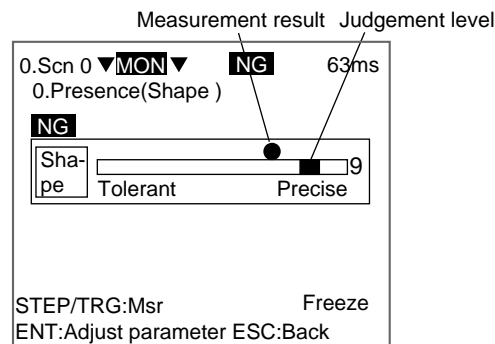 Measurement result Judgement level
0.Scn 0 ▼MON▼ NG 63ms
0.Presence(Shape )
NG
Sha-
pe
9
Tolerant Precise
STEP/TRG:Msr Freeze
ENT:Adjust parameter ESC:Back